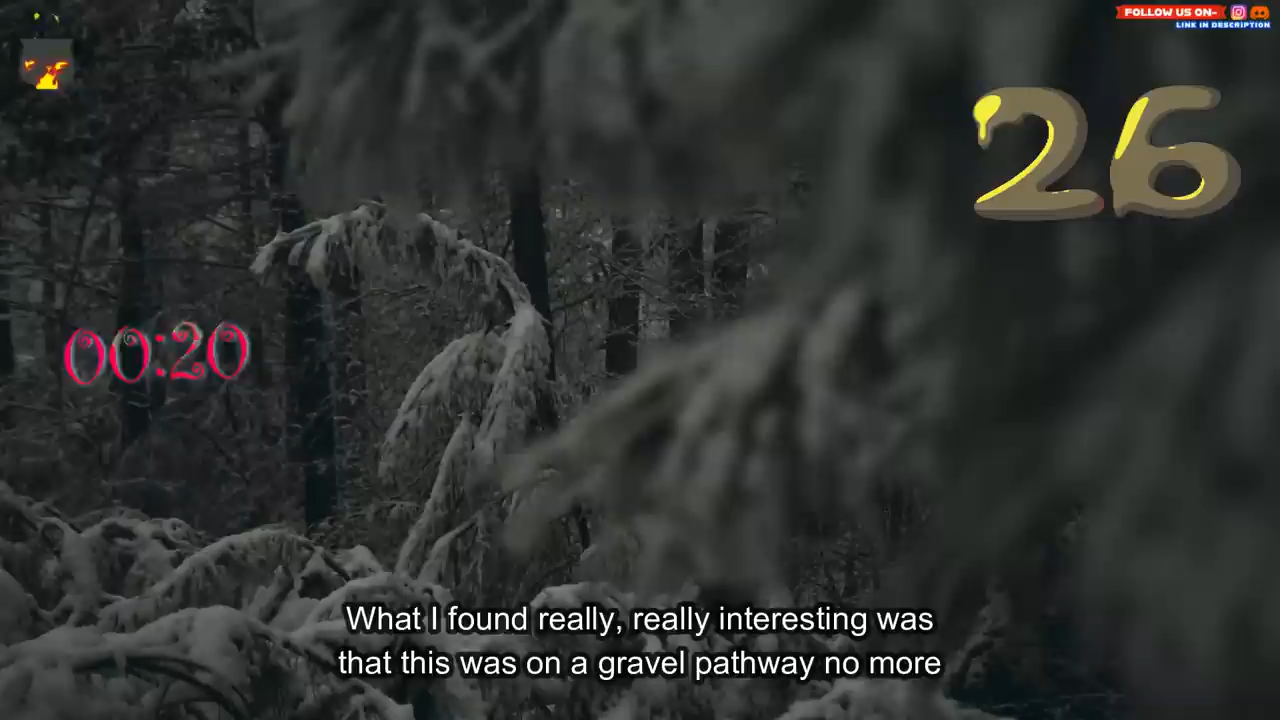 FOLLOW US ON-
LINK IN DESCRIPTION
26
00:20
What I found really, really interesting was
that this was on a gravel pathway no more